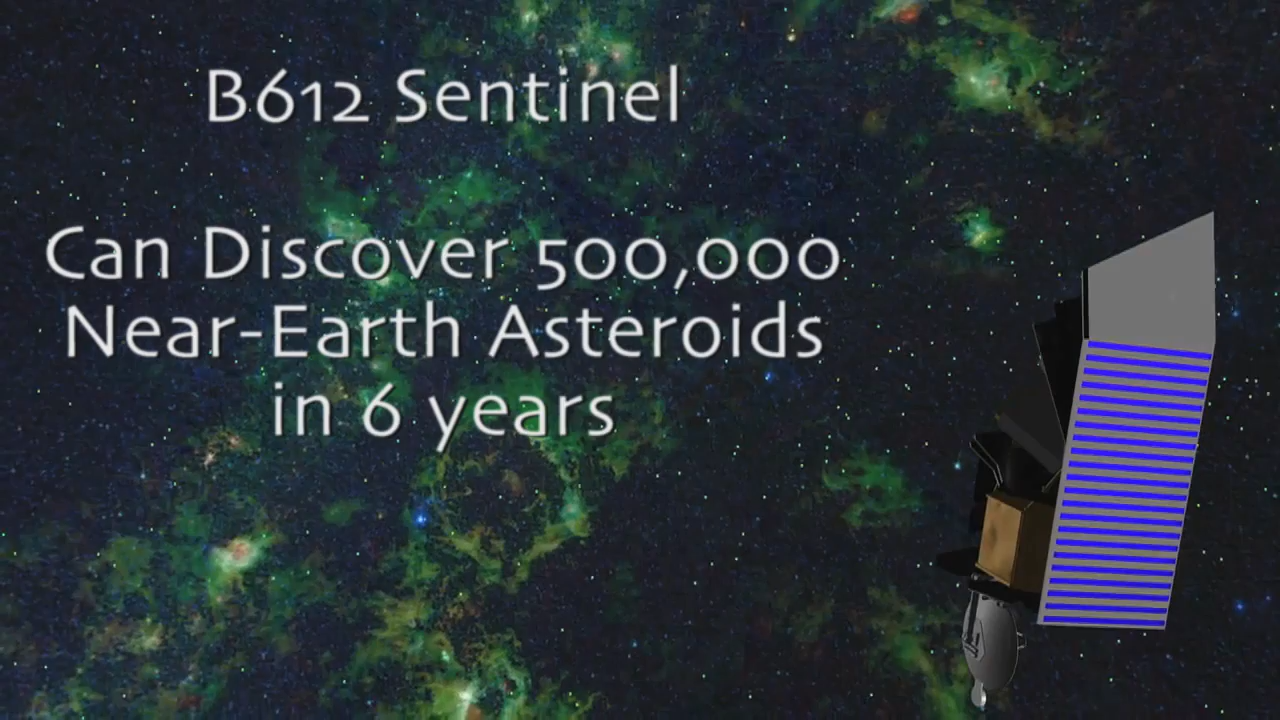 B612 Sentinel
Can Discover 500,000
Near-Earth Asteroids
in 6 years